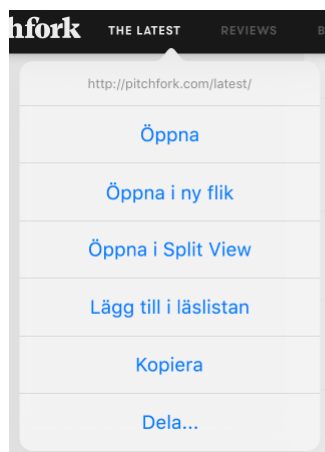 hfork THE LATEST REVIEWS B
http://pitchfork.com/latest/
Öppna
Öppna i ny flik
Öppna i Split View
Lägg till i läslistan
Kopiera
Dela...